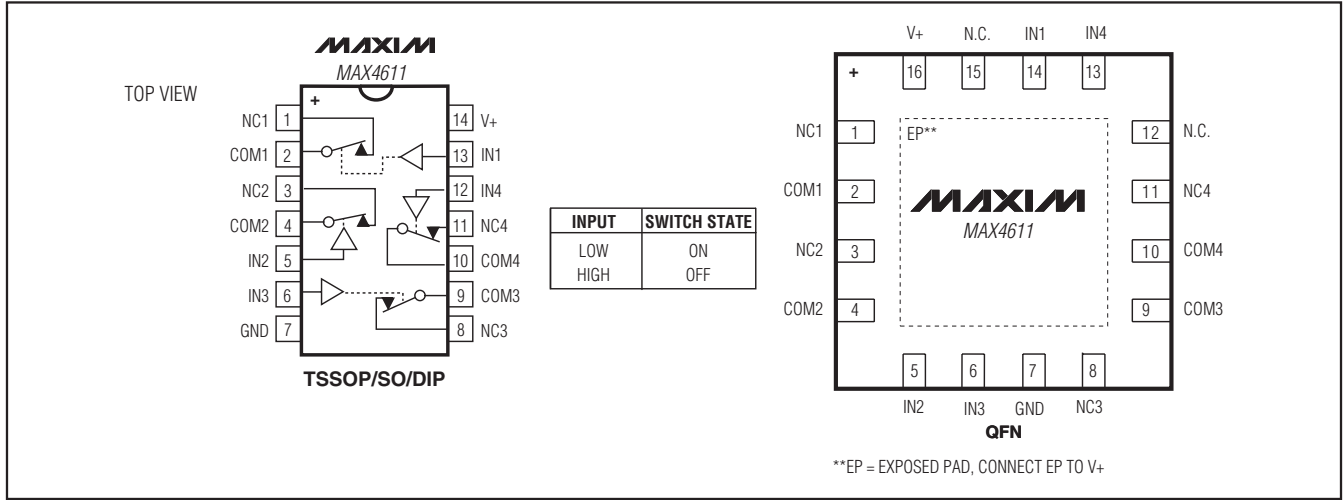 MAXIM
MAX4611
TOP VIEW
+
NC1 1
14 V+
COM1 2
13 IN1
NC2 3
12 IN4
COM2 4
11 NC4
IN2 5
10 COM4
IN3 6
9 COM3
GND 7
8 NC3
TSSOP/SO/DIP
INPUT SWITCH STATE
LOW ON
HIGH OFF
V+ N.C. IN1 IN4
+ 16 15 14 13
NC1 1
EP**
12 N.C.
COM1 2
11 NC4
MAXIM
MAX4611
NC2 3
10 COM4
COM2 4
9 COM3
5 6 7 8
IN2 IN3 GND NC3
QFN
**EP = EXPOSED PAD, CONNECT EP TO V+